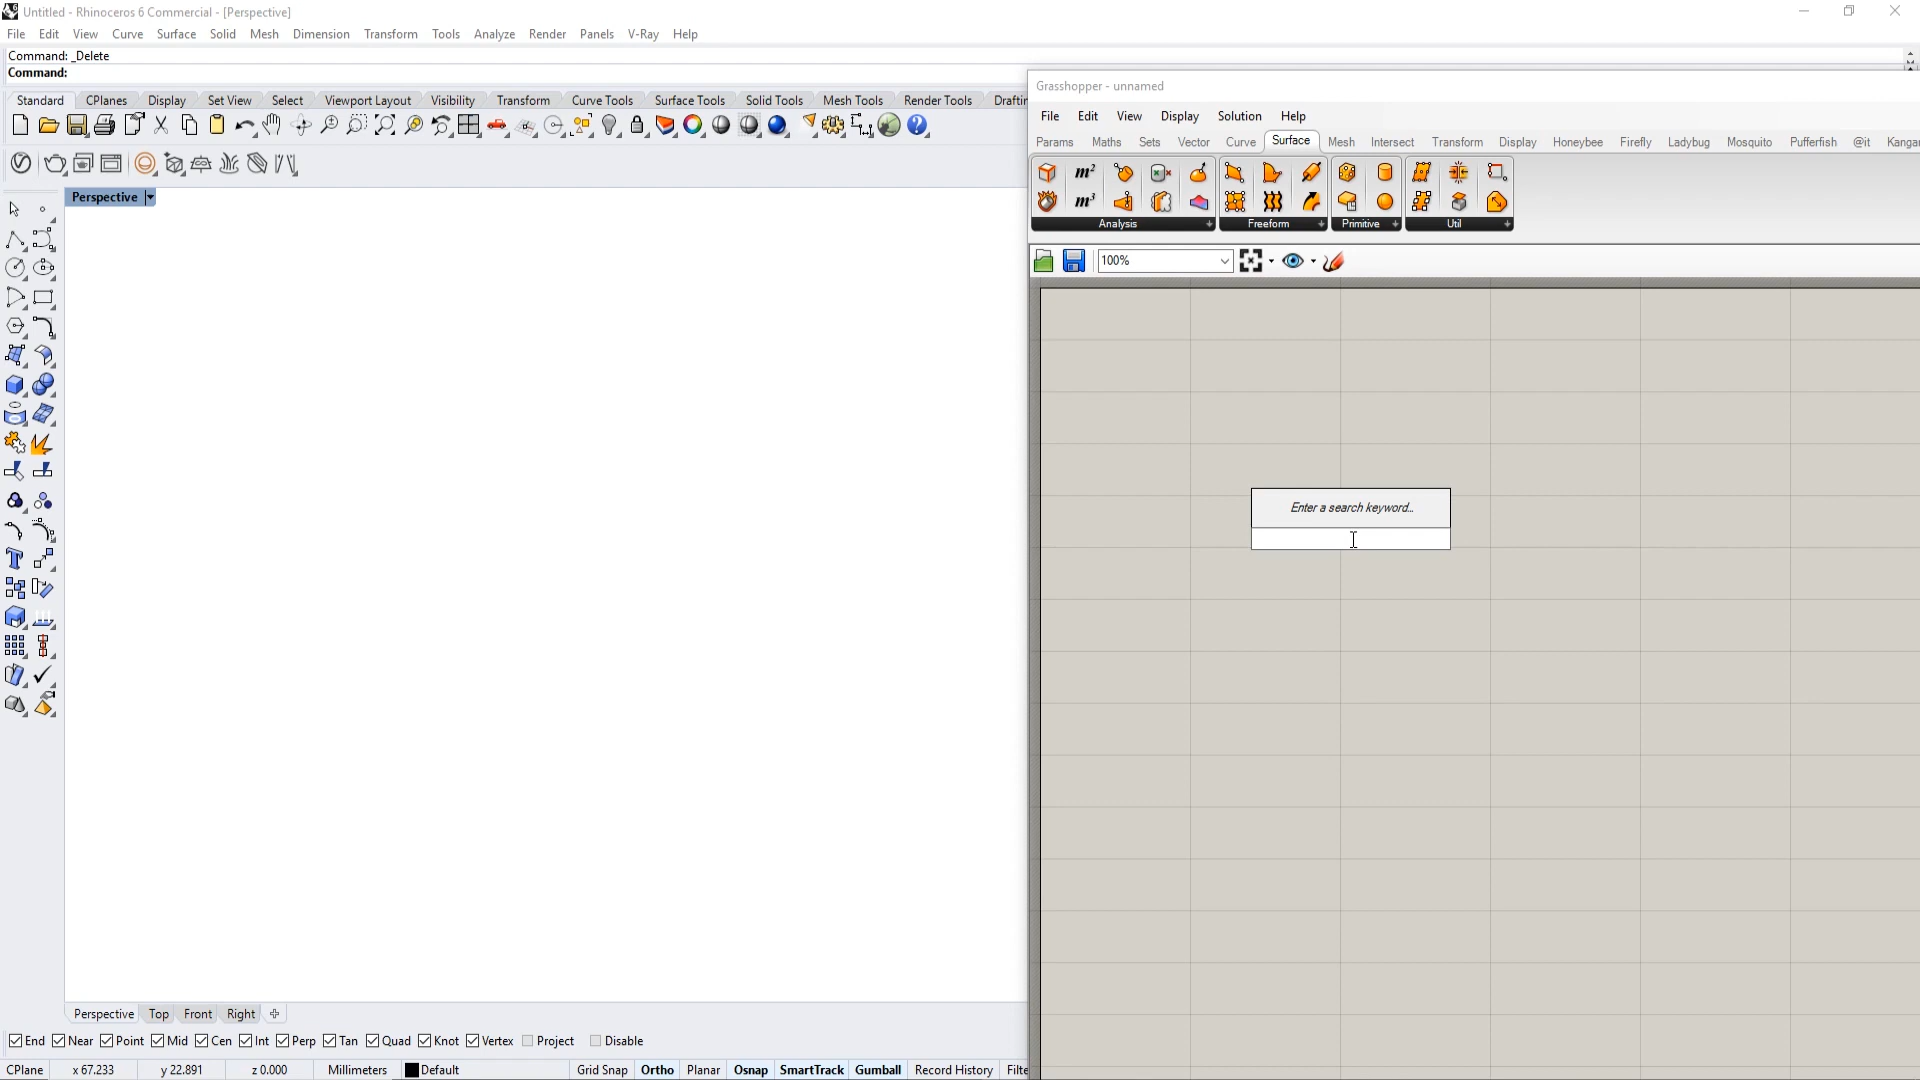 Untitled - Rhinoceros 6 Commercial - [Perspective]
File Edit View Curve Surface Solid Mesh Dimension Transform Tools Analyze Render Panels V-Ray Help
Command: _Delete
Command:
Standard CPlanes Display Set View Select Viewport Layout Visibility Transform Curve Tools Surface Tools Solid Tools Mesh Tools Render Tools Draftin
Perspective
Grasshopper - unnamed
File Edit View Display Solution Help
Params Maths Sets Vector Curve Surface Mesh Intersect Transform Display Honeybee Firefly Ladybug Mosquito Pufferfish @it Kangar
m² m³
Analysis Freeform Primitive Util
100%
Enter a search keyword...
Perspective Top Front Right
End Near Point Mid Cen Int Perp Tan Quad Knot Vertex Project Disable
CPlane x 67.233 y 22.891 z 0.000 Millimeters Default Grid Snap Ortho Planar Osnap SmartTrack Gumball Record History Filte